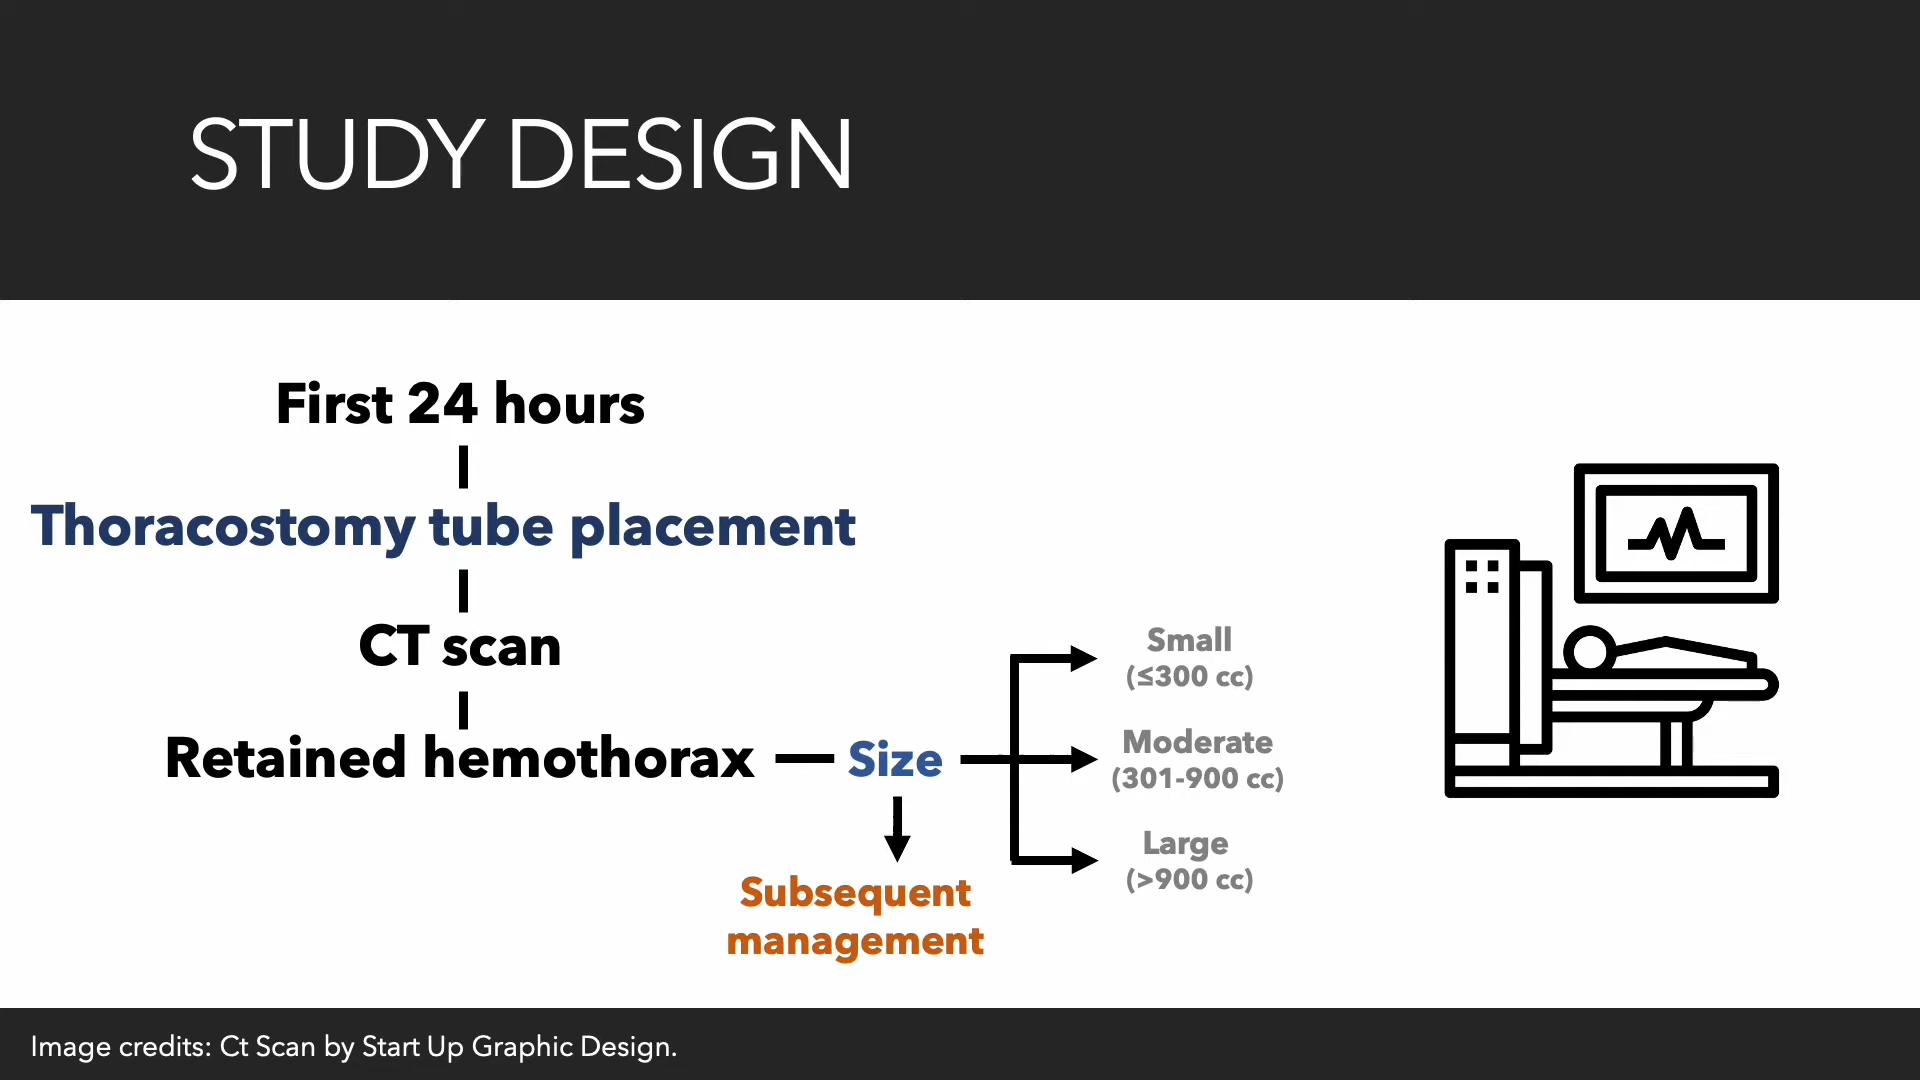 STUDY DESIGN
First 24 hours
Thoracostomy tube placement
CT scan
Retained hemothorax
Size
Small
(≤300 cc)
Moderate
(301-900 cc)
Large
(>900 cc)
Subsequent
management
Image credits: Ct Scan by Start Up Graphic Design.